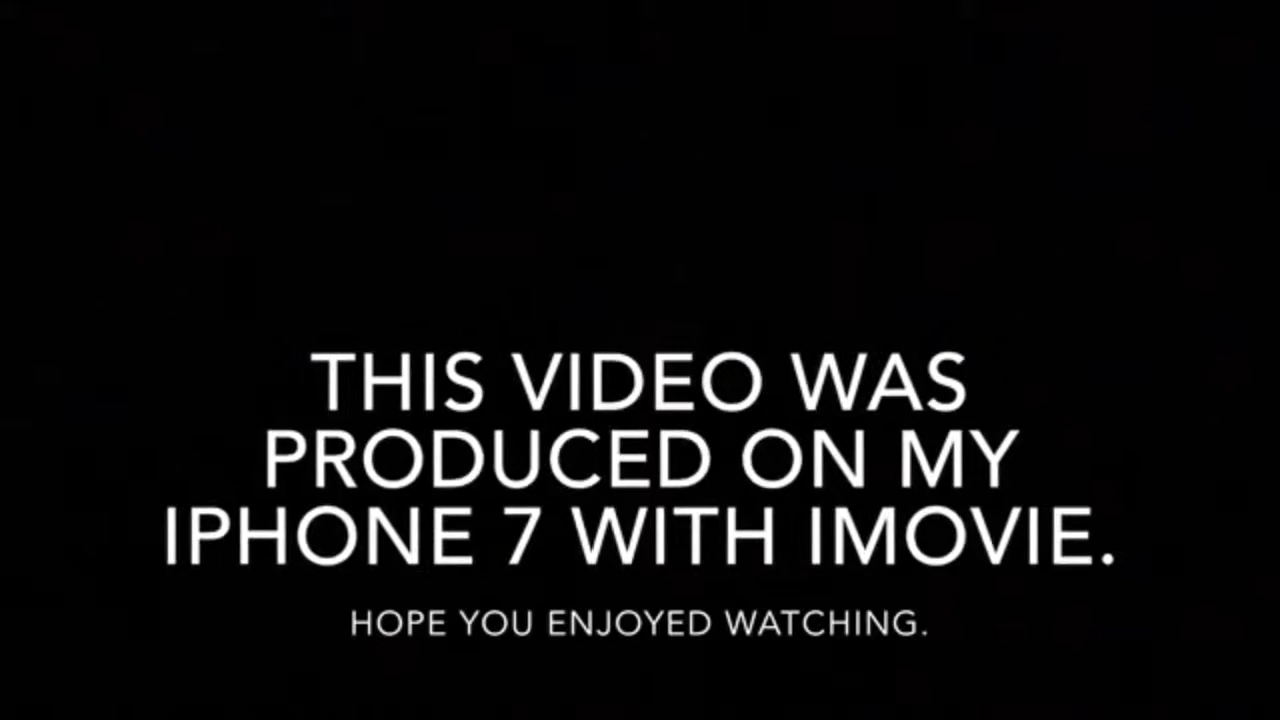 THIS VIDEO WAS
PRODUCED ON MY
IPHONE 7 WITH IMOVIE.
HOPE YOU ENJOYED WATCHING.